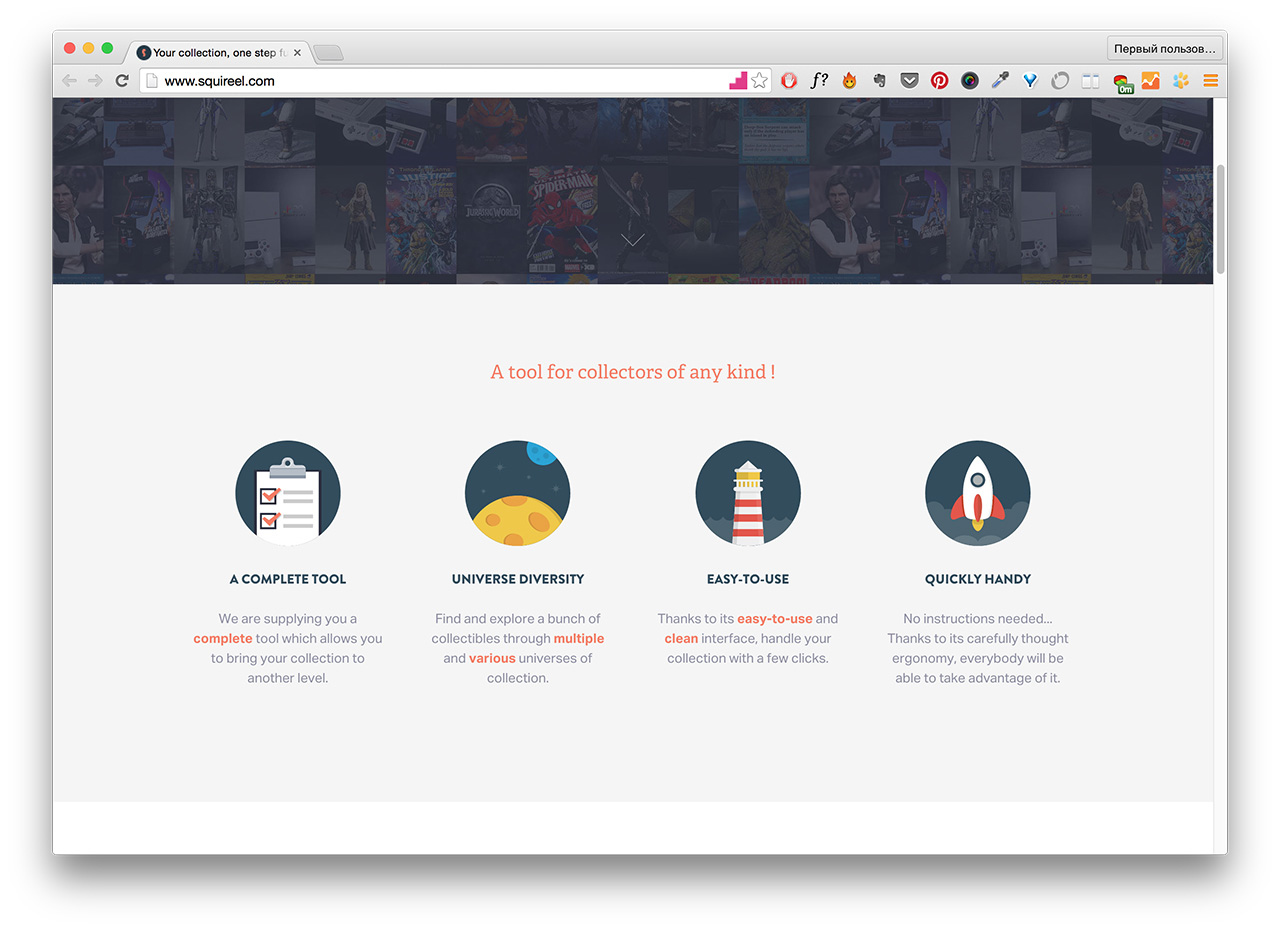 Your collection, one step fu
Первый пользов...
www.squireel.com
f?
0m
JUSTICE
JURASSIC WORLD
SPIDER-MAN
DEADPOOL
A tool for collectors of any kind !
A COMPLETE TOOL
We are supplying you a
complete tool which allows you
to bring your collection to
another level.
UNIVERSE DIVERSITY
Find and explore a bunch of
collectibles through multiple
and various universes of
collection.
EASY-TO-USE
Thanks to its easy-to-use and
clean interface, handle your
collection with a few clicks.
QUICKLY HANDY
No instructions needed...
Thanks to its carefully thought
ergonomy, everybody will be
able to take advantage of it.